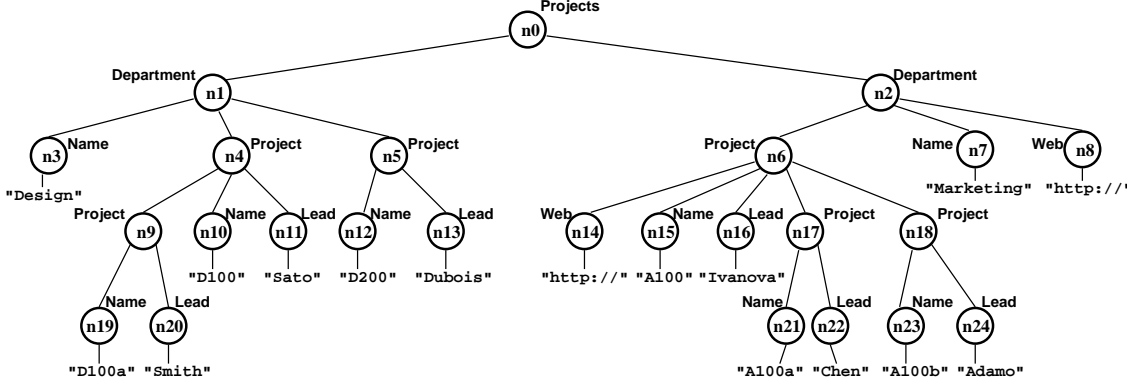 Projects
n0
Department
n1
Department
n2
n3 Name
n4 Project
n5 Project
Project n6
Name n7
Web n8
"Design"
"Marketing" "http://"
Project n9
n10 Name
n11 Lead
n12 Name
n13 Lead
Web n14
n15 Name
n16 Lead
n17 Project
n18 Project
"D100" "Sato" "D200" "Dubois" "http://" "A100" "Ivanova"
n19 Name
n20 Lead
Name n21
n22 Lead
n23 Name
n24 Lead
"D100a" "Smith" "A100a" "Chen" "A100b" "Adamo"